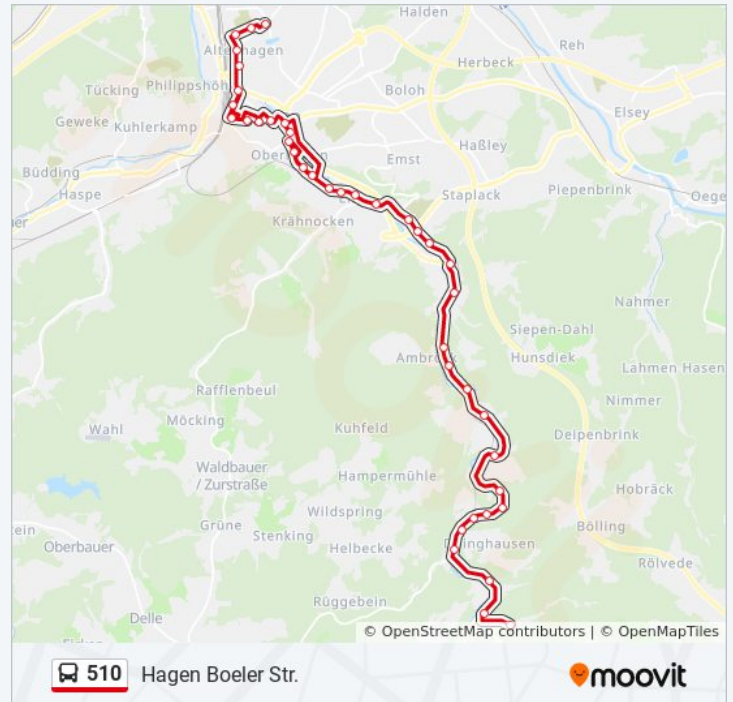 Halden
Reh
Altenhagen
Herbeck
Tücking
Philippshöh
Boloh
Elsey
Geweke
Kuhlerkamp
Haßley
Emst
Büdding
Haspe
Staplack
Piepenbrink
Oege
Krähnocken
Nahmer
Siepen-Dahl
Hunsdiek
Lahmen Hasen
Rafflenbeul
Nimmer
Möcking
Wahl
Kuhfeld
Deipenbrink
Waldbauer
/ Zurstraße
Hampermühle
Hobräck
Wildspring
Grüne
Stenking
Bölling
Oberbauer
Helbecke
Rölvede
Rüggebein
Delle
© OpenStreetMap contributors | © OpenMapTiles
510 Hagen Boeler Str.
moovit